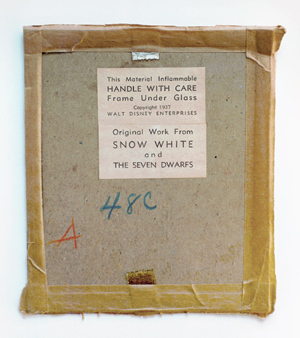 This Material Inflammable
HANDLE WITH CARE
Frame Under Glass
Copyright 1937
WALT DISNEY ENTERPRISES
Original Work From
SNOW WHITE
and
THE SEVEN DWARFS
48C
A